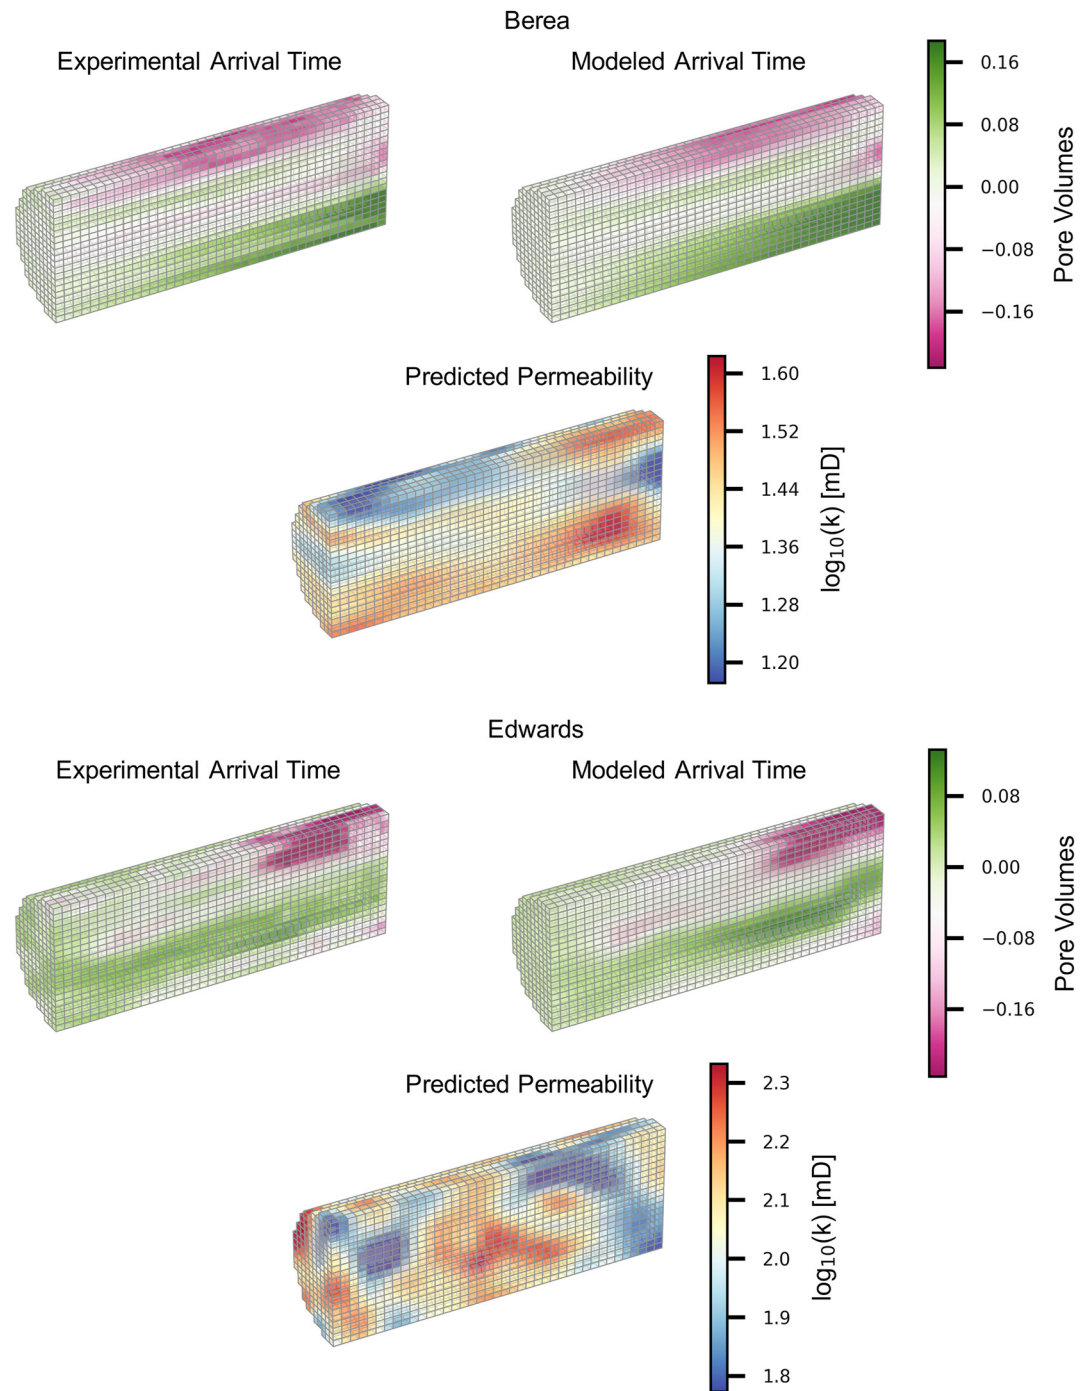 Berea
Experimental Arrival Time
Modeled Arrival Time
0.16
0.08
0.00
−0.08
−0.16
Pore Volumes
Predicted Permeability
1.60
1.52
1.44
1.36
1.28
1.20
log₁₀(k) [mD]
Edwards
Experimental Arrival Time
Modeled Arrival Time
0.08
0.00
−0.08
−0.16
Pore Volumes
Predicted Permeability
2.3
2.2
2.1
2.0
1.9
1.8
log₁₀(k) [mD]